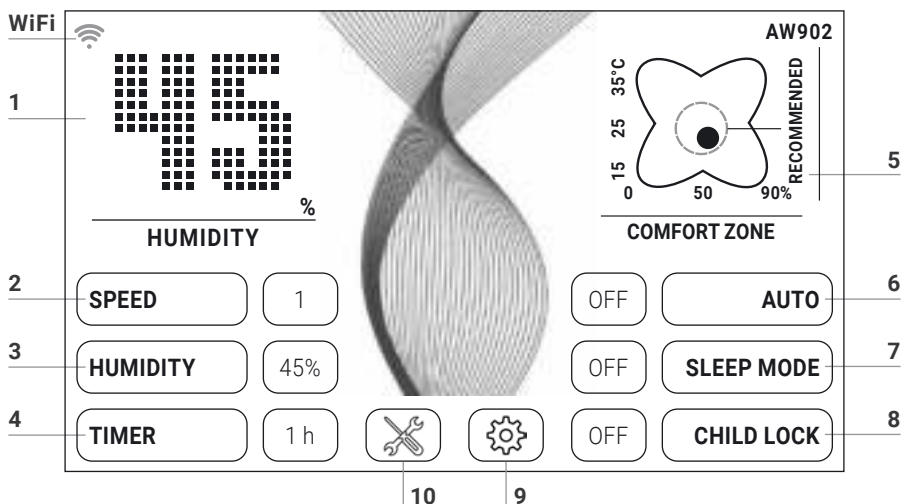 WiFi
AW902
1
45
%
HUMIDITY
35°C
25
15
0 50 90%
RECOMMENDED
COMFORT ZONE
5
2
SPEED 1
OFF AUTO
6
3
HUMIDITY 45%
OFF SLEEP MODE
7
4
TIMER 1 h
OFF CHILD LOCK
8
10
9